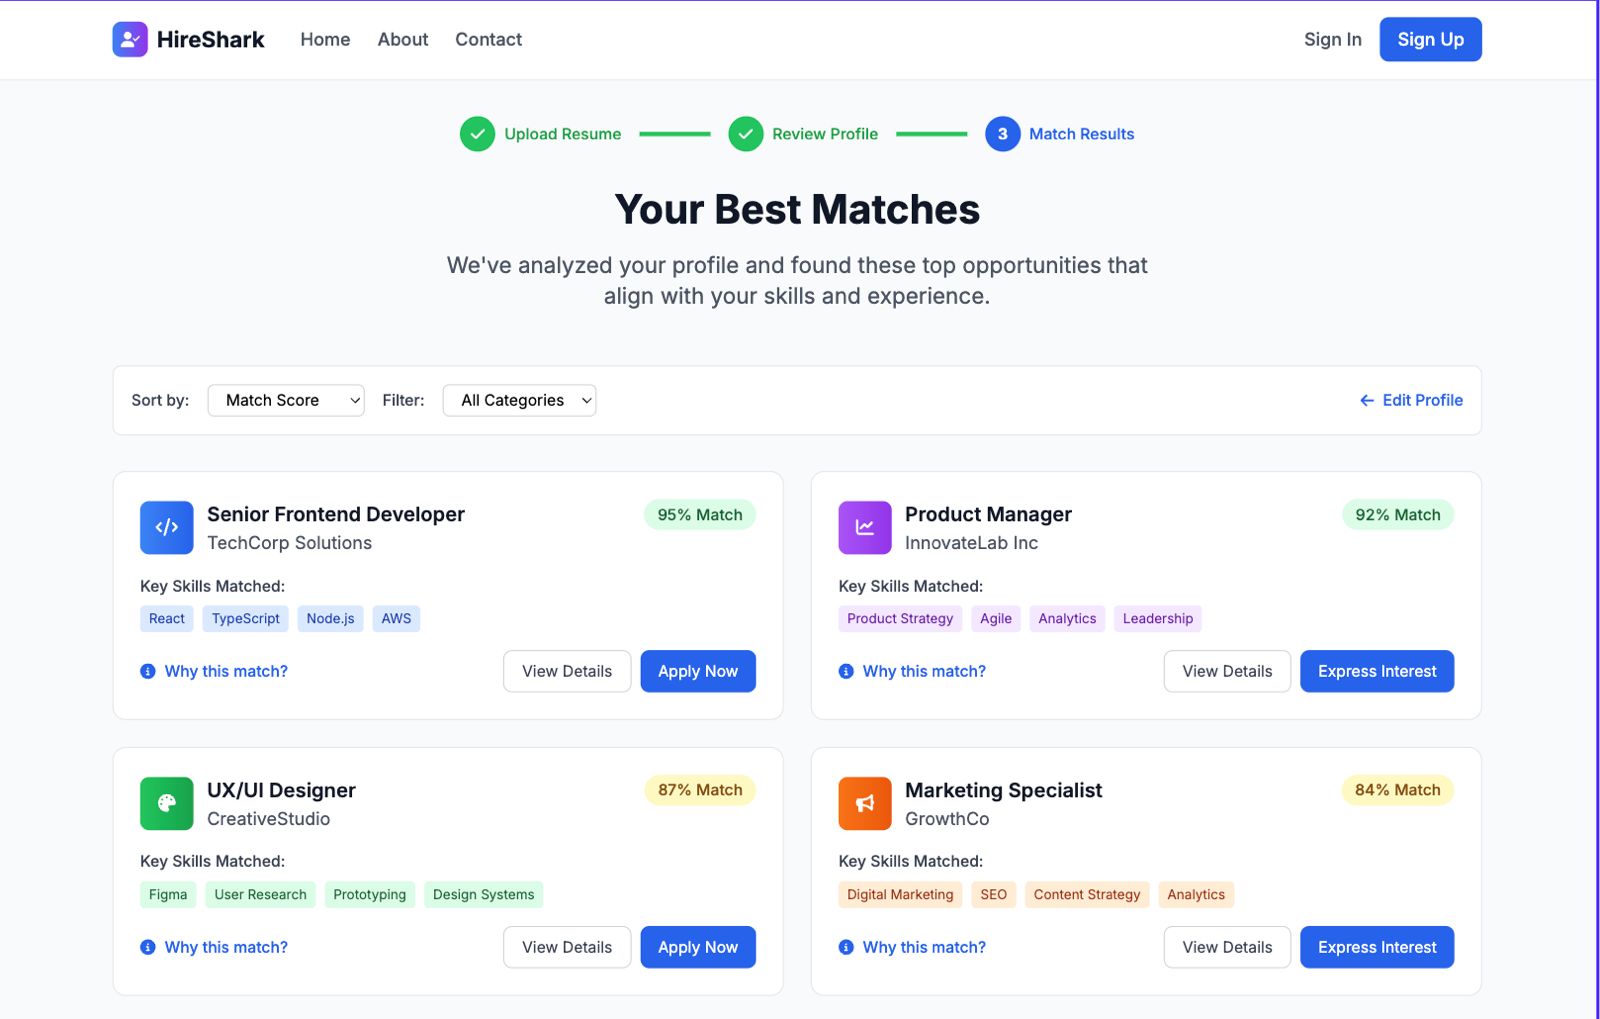 HireShark
Home
About
Contact
Sign In
Sign Up
Upload Resume
Review Profile
3
Match Results
Your Best Matches
We've analyzed your profile and found these top opportunities that
align with your skills and experience.
Sort by:
Match Score
Filter:
All Categories
← Edit Profile
Senior Frontend Developer
TechCorp Solutions
95% Match
Key Skills Matched:
React
TypeScript
Node.js
AWS
Why this match?
View Details
Apply Now
Product Manager
InnovateLab Inc
92% Match
Key Skills Matched:
Product Strategy
Agile
Analytics
Leadership
Why this match?
View Details
Express Interest
UX/UI Designer
CreativeStudio
87% Match
Key Skills Matched:
Figma
User Research
Prototyping
Design Systems
Why this match?
View Details
Apply Now
Marketing Specialist
GrowthCo
84% Match
Key Skills Matched:
Digital Marketing
SEO
Content Strategy
Analytics
Why this match?
View Details
Express Interest